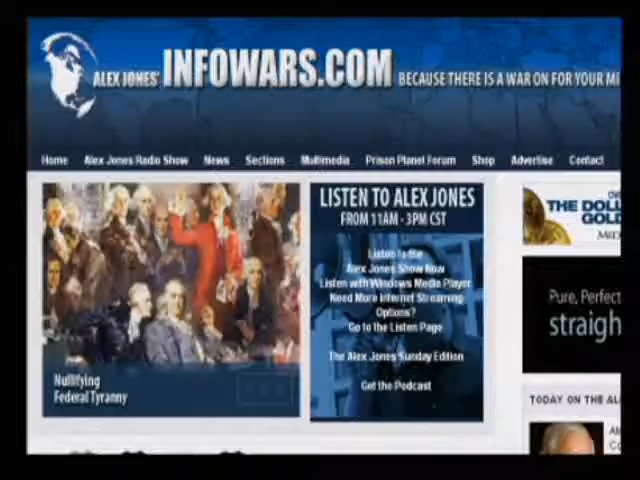 ALEX JONES' INFOWARS.COM BECAUSE THERE IS A WAR ON FOR YOUR MI
Home Alex Jones Radio Show News Sections Multimedia Prison Planet Forum Shop Advertise Contact
Nullifying
Federal Tyranny
LISTEN TO ALEX JONES
FROM 11AM - 3PM CST
Listen to the
Alex Jones Show Now
Listen with Windows Media Player
Need More Internet Streaming
Options?
Go to the Listen Page
The Alex Jones Sunday Edition
Get the Podcast
THE DOLL
GOL
Pure, Perfect
straigh
TODAY ON THE AL